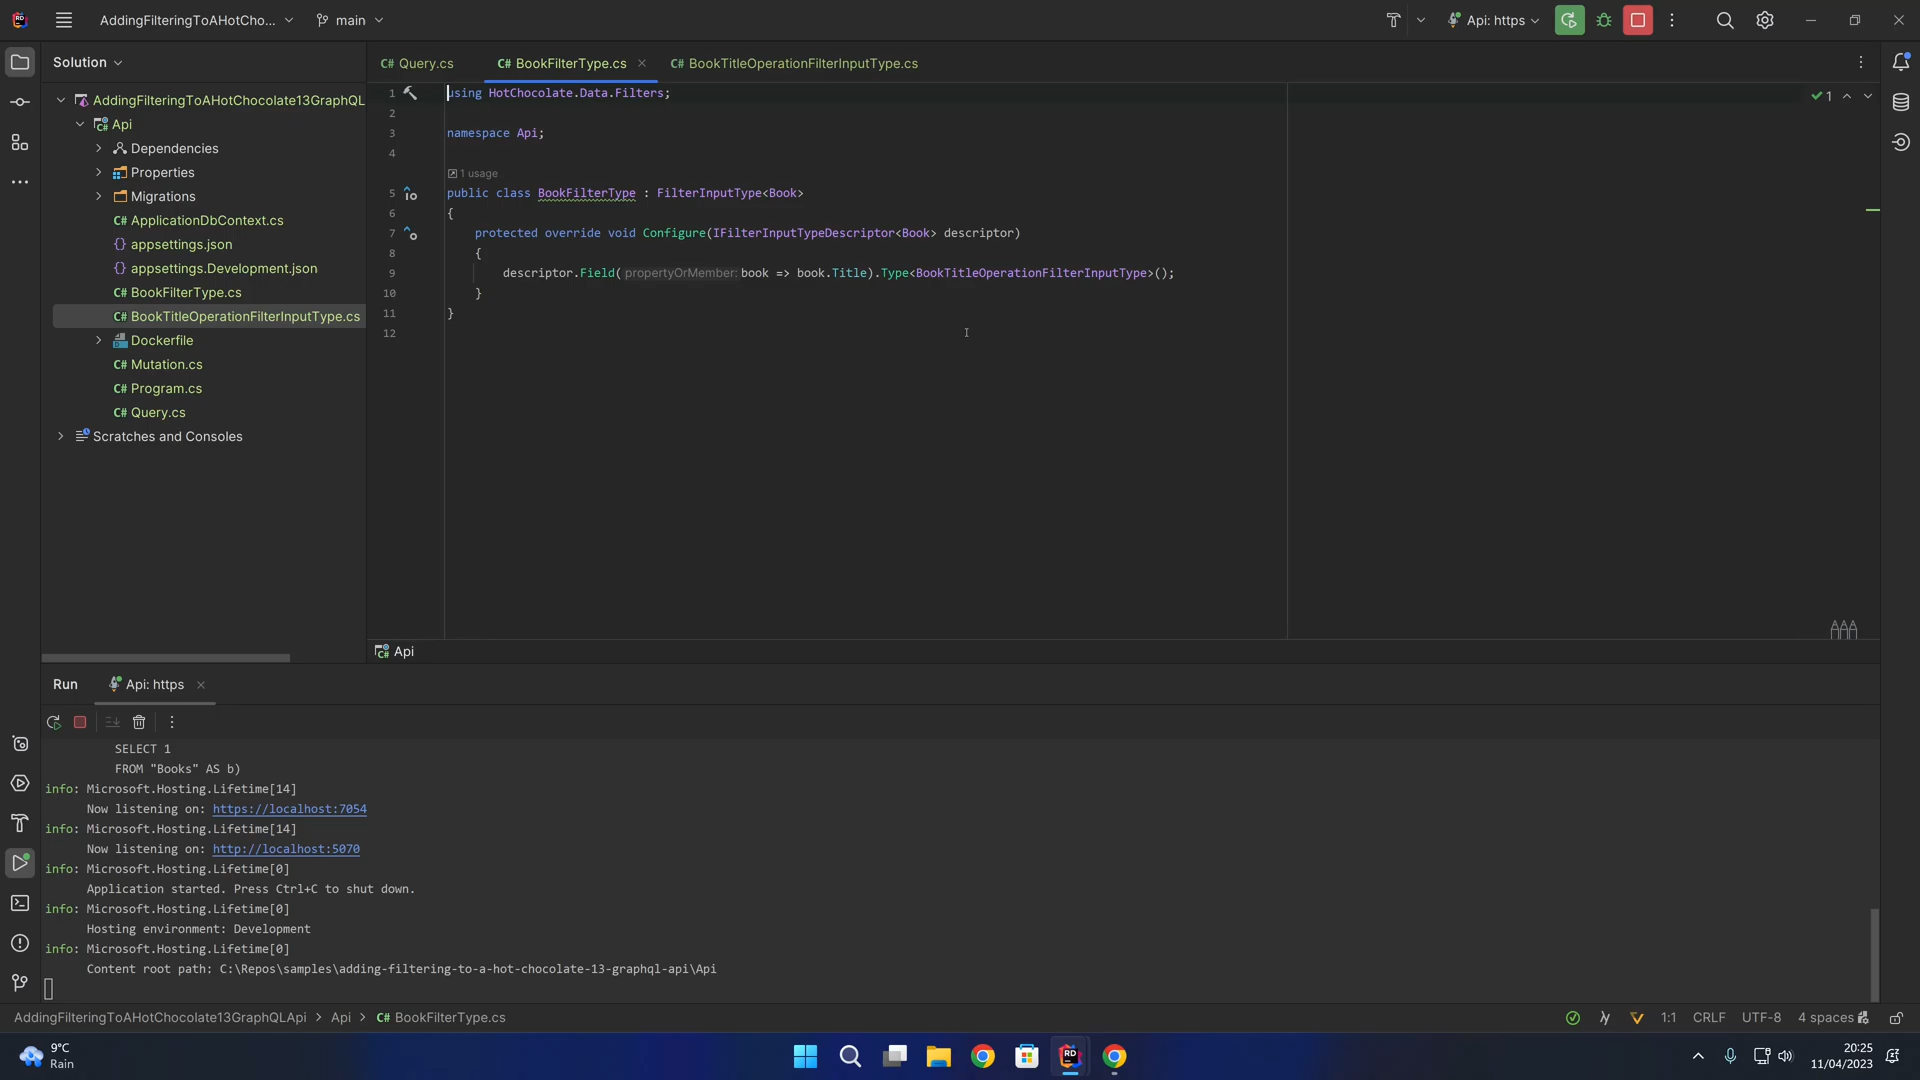 AddingFilteringToAHotCho...
main
Api: https
Solution
AddingFilteringToAHotChocolate13GraphQL
C# Api
Dependencies
Properties
Migrations
C# ApplicationDbContext.cs
{} appsettings.json
{} appsettings.Development.json
C# BookFilterType.cs
C# BookTitleOperationFilterInputType.cs
Dockerfile
C# Mutation.cs
C# Program.cs
C# Query.cs
Scratches and Consoles
C# Query.cs
C# BookFilterType.cs
C# BookTitleOperationFilterInputType.cs
1 using HotChocolate.Data.Filters;
2
3 namespace Api;
4
1 usage
5 public class BookFilterType : FilterInputType<Book>
6 {
7 protected override void Configure(IFilterInputTypeDescriptor<Book> descriptor)
8 {
9 descriptor.Field( propertyOrMember: book => book.Title).Type<BookTitleOperationFilterInputType>();
10 }
11 }
12
1
C# Api
Run
Api: https
SELECT 1
FROM "Books" AS b)
info: Microsoft.Hosting.Lifetime[14]
Now listening on: https://localhost:7054
info: Microsoft.Hosting.Lifetime[14]
Now listening on: http://localhost:5070
info: Microsoft.Hosting.Lifetime[0]
Application started. Press Ctrl+C to shut down.
info: Microsoft.Hosting.Lifetime[0]
Hosting environment: Development
info: Microsoft.Hosting.Lifetime[0]
Content root path: C:\Repos\samples\adding-filtering-to-a-hot-chocolate-13-graphql-api\Api
AddingFilteringToAHotChocolate13GraphQLApi > Api > C# BookFilterType.cs
1:1 CRLF UTF-8 4 spaces
9°C
Rain
RD
20:25
11/04/2023